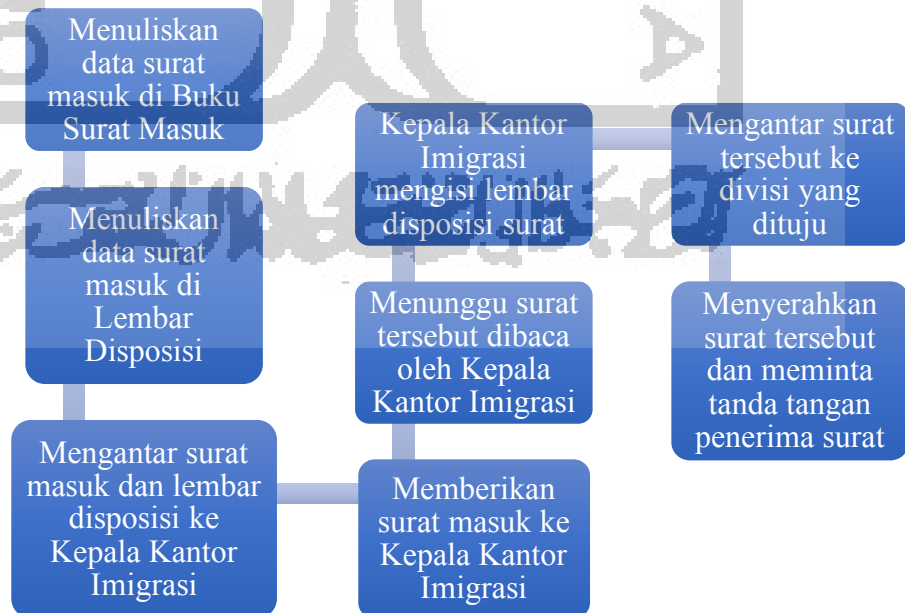 Menuliskan
data surat
masuk di Buku
Surat Masuk
Menuliskan
data surat
masuk di
Lembar
Disposisi
Mengantar surat
masuk dan lembar
disposisi ke
Kepala Kantor
Imigrasi
Memberikan
surat masuk ke
Kepala Kantor
Imigrasi
Menunggu surat
tersebut dibaca
oleh Kepala
Kantor Imigrasi
Kepala Kantor
Imigrasi
mengisi lembar
disposisi surat
Mengantar surat
tersebut ke
divisi yang
dituju
Menyerahkan
surat tersebut
dan meminta
tanda tangan
penerima surat